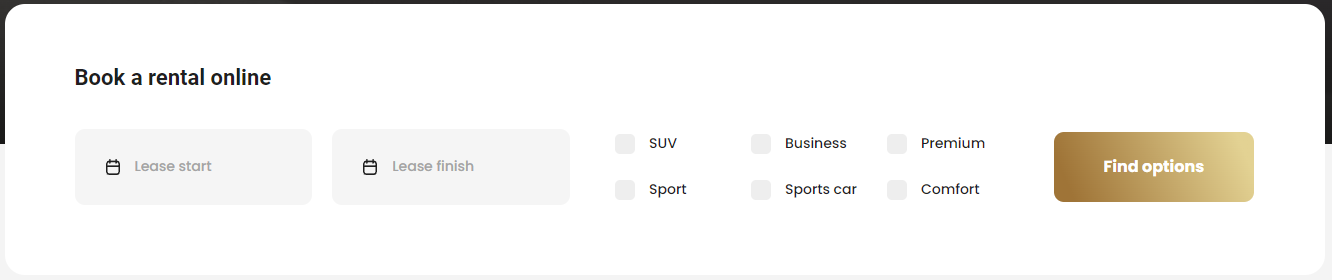 Book a rental online
Lease start
Lease finish
SUV
Business
Premium
Sport
Sports car
Comfort
Find options